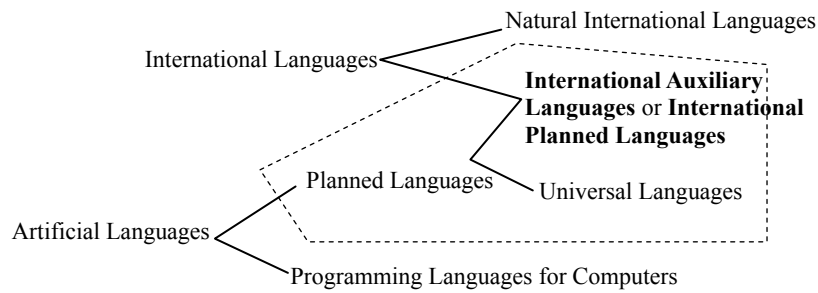 Natural International Languages
International Languages
International Auxiliary
Languages or International
Planned Languages
Planned Languages
Universal Languages
Artificial Languages
Programming Languages for Computers